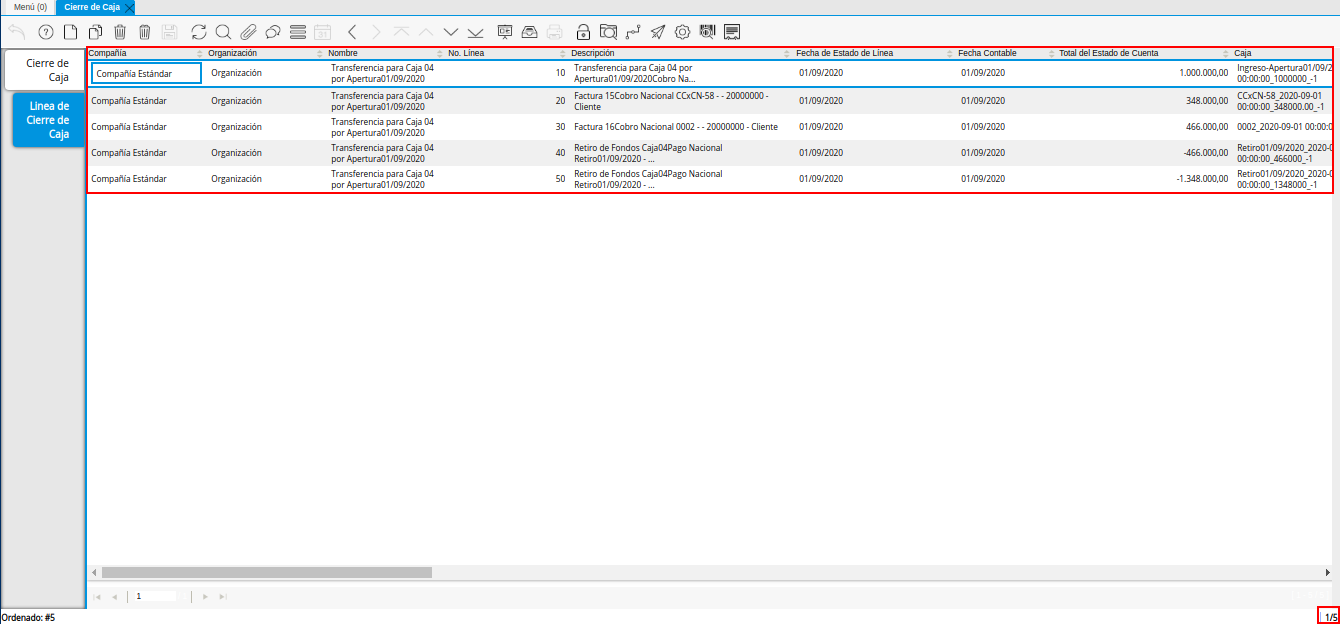 Menú (0) Cierre de Caja
Cierre de
Caja
Linea de
Cierre de
Caja
Compañía Organización Nombre No. Línea Descripción Fecha de Estado de Línea Fecha Contable Total del Estado de Cuenta Caja
Compañía Estándar Organización Transferencia para Caja 04 10 Transferencia para Caja 04 por 01/09/2020 01/09/2020 1.000.000,00 Ingreso-Apertura01/09/2
por Apertura01/09/2020 Apertura01/09/2020Cobro Na... 00:00:00_1000000_-1
Compañía Estándar Organización Transferencia para Caja 04 20 Factura 15Cobro Nacional CCxCN-58 - - 20000000 - 01/09/2020 01/09/2020 348.000,00 CCxCN-58_2020-09-01
por Apertura01/09/2020 Cliente 00:00:00_348000.00_-1
Compañía Estándar Organización Transferencia para Caja 04 30 Factura 16Cobro Nacional 0002 - - 20000000 - Cliente 01/09/2020 01/09/2020 466.000,00 0002_2020-09-01 00:00:0
por Apertura01/09/2020
Compañía Estándar Organización Transferencia para Caja 04 40 Retiro de Fondos Caja04Pago Nacional 01/09/2020 01/09/2020 -466.000,00 Retiro01/09/2020_2020-0
por Apertura01/09/2020 Retiro01/09/2020 - ... 00:00:00_466000_-1
Compañía Estándar Organización Transferencia para Caja 04 50 Retiro de Fondos Caja04Pago Nacional 01/09/2020 01/09/2020 -1.348.000,00 Retiro01/09/2020_2020-0
por Apertura01/09/2020 Retiro01/09/2020 - ... 00:00:00_1348000_-1
1
Ordenado: #5 1/5